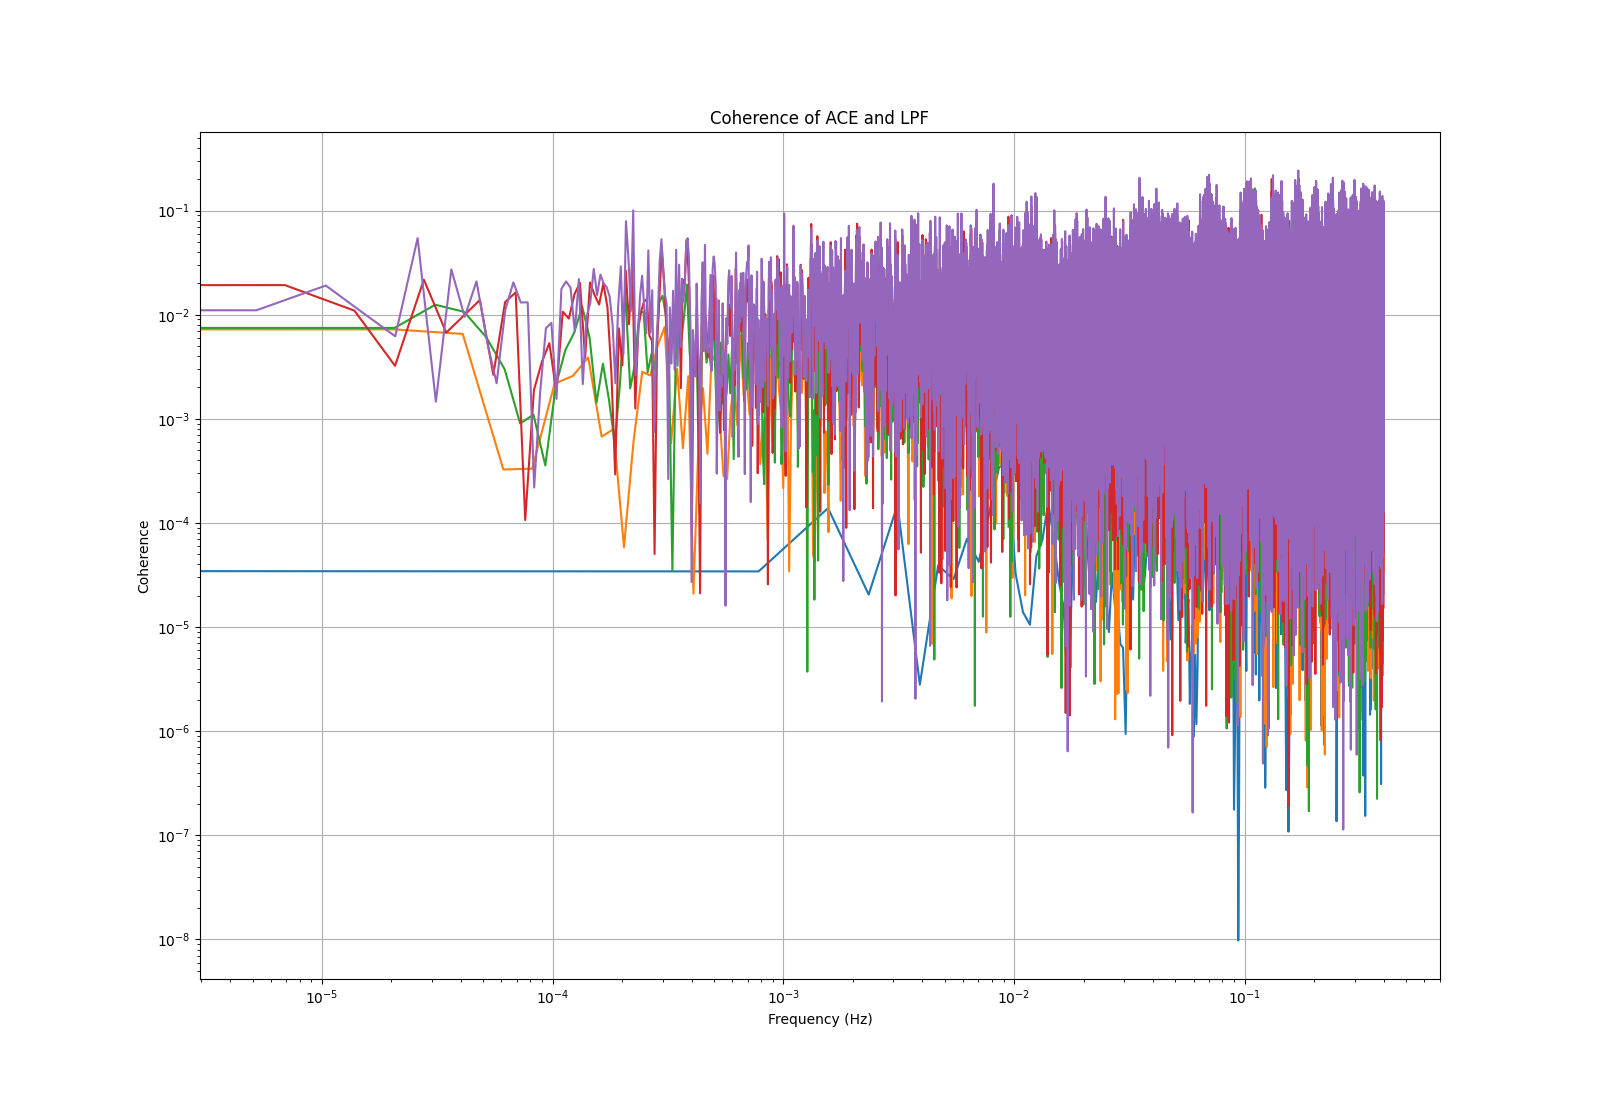 Coherence of ACE and LPF
10⁻¹
10⁻²
10⁻³
10⁻⁴
10⁻⁵
10⁻⁶
10⁻⁷
10⁻⁸
Coherence
10⁻⁵ 10⁻⁴ 10⁻³ 10⁻² 10⁻¹
Frequency (Hz)